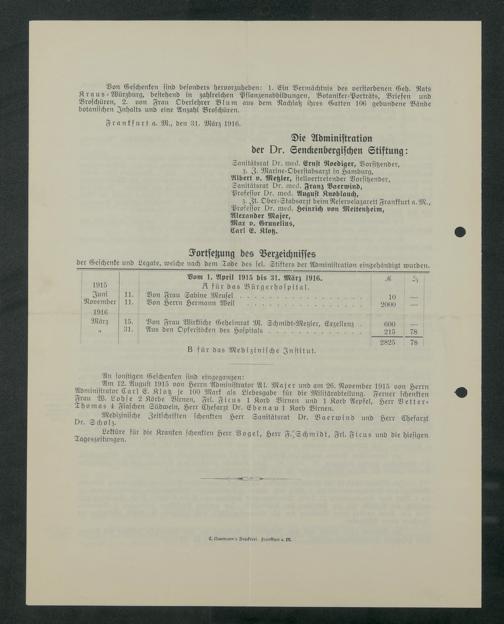 Von Geschenken sind besonders hervorzuheben: 1. Ein Vermächtnis des verstorbenen Geh. Rats
Kraus-Würzburg, bestehend in zahlreichen Pflanzenabbildungen, Botaniker-Porträts, Briefen und
Broschüren, 2. von Frau Oberlehrer Blum aus dem Nachlaß ihres Gatten 106 gebundene Bände
botanischen Inhalts und eine Anzahl Broschüren.
Frankfurt a. M., den 31. März 1916.
Die Administration
der Dr. Senckenbergischen Stiftung:
Sanitätsrat Dr. med. Ernst Roediger, Vorsitzender,
z. Z. Marine-Oberstabsarzt in Hamburg,
Albert v. Metzler, stellvertretender Vorsitzender,
Sanitätsrat Dr. med. Franz Baerwind,
Professor Dr. med. August Knoblauch,
z. Zt. Ober-Stabsarzt beim Reservelazarett Frankfurt a. M.,
Professor Dr. med. Heinrich von Mettenheim,
Alexander Majer,
Max v. Grunelius,
Carl E. Klotz.
Fortsetzung des Verzeichnisses
der Geschenke und Legate, welche nach dem Tode des sel. Stifters der Administration eingehändigt wurden.
Vom 1. April 1915 bis 31. März 1916.
1915 A für das Bürgerhospital.
Juni 11. Von Frau Sabine Meusel 10 —
November 11. Von Herrn Hermann Weil 2000 —
1916
März 15. Von Frau Wirkliche Geheimrat M. Schmidt-Metzler, Exzellenz 600 —
„ 31. Aus den Opferstöcken des Hospitals 215 78
2825 78
B für das Medizinische Institut.
An sonstigen Geschenken sind eingegangen:
Am 12. August 1915 von Herrn Administrator Al. Majer und am 26. November 1915 von Herrn
Administrator Carl E. Klotz je 100 Mark als Liebesgabe für die Militärabteilung. Ferner schenkten
Frau W. Lohse 2 Körbe Birnen, Frl. Ficus 1 Korb Birnen und 1 Korb Aepfel, Herr Vetter-
Thomas 4 Flaschen Südwein, Herr Chefarzt Dr. Ebenau 1 Korb Birnen.
Medizinische Zeitschriften schenkten Herr Sanitätsrat Dr. Baerwind und Herr Chefarzt
Dr. Scholz.
Lektüre für die Kranken schenkten Herr Vogel, Herr F. Schmidt, Frl. Ficus und die hiesigen
Tageszeitungen.
C. Naumann's Druckerei, Frankfurt a. M.